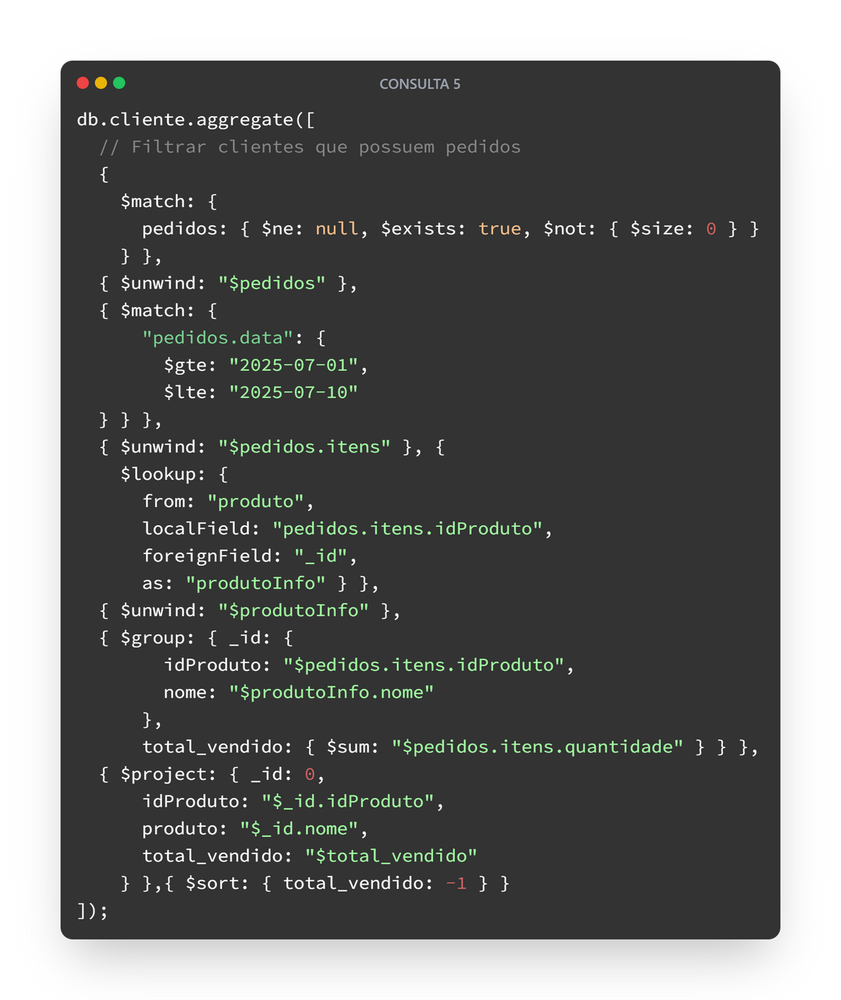 CONSULTA 5
db.cliente.aggregate([
  // Filtrar clientes que possuem pedidos
  {
    $match: {
      pedidos: { $ne: null, $exists: true, $not: { $size: 0 } }
    } },
  { $unwind: "$pedidos" },
  { $match: {
      "pedidos.data": {
        $gte: "2025-07-01",
        $lte: "2025-07-10"
  } } },
  { $unwind: "$pedidos.itens" }, {
    $lookup: {
      from: "produto",
      localField: "pedidos.itens.idProduto",
      foreignField: "_id",
      as: "produtoInfo" } },
  { $unwind: "$produtoInfo" },
  { $group: { _id: {
        idProduto: "$pedidos.itens.idProduto",
        nome: "$produtoInfo.nome"
      },
      total_vendido: { $sum: "$pedidos.itens.quantidade" } } },
  { $project: { _id: 0,
      idProduto: "$_id.idProduto",
      produto: "$_id.nome",
      total_vendido: "$total_vendido"
    } },{ $sort: { total_vendido: -1 } }
]);